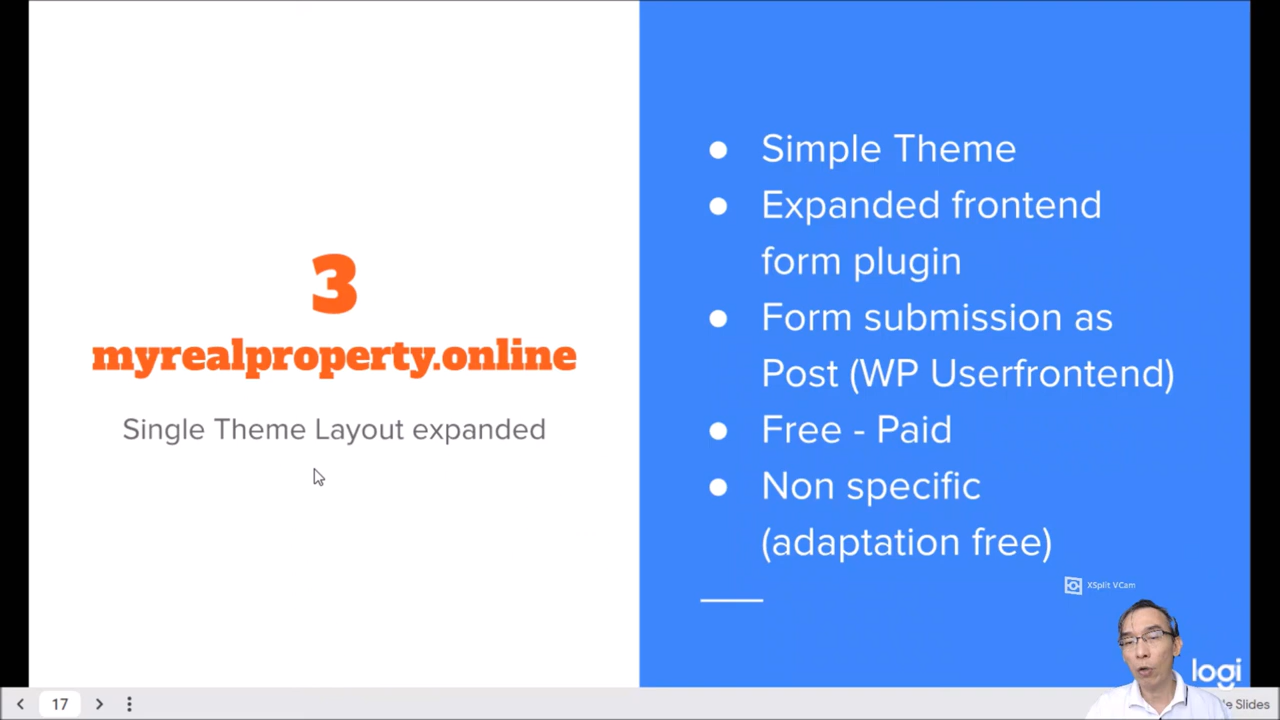 3
myrealproperty.online
Single Theme Layout expanded
● Simple Theme
● Expanded frontend
form plugin
● Form submission as
Post (WP Userfrontend)
● Free - Paid
● Non specific
(adaptation free)
XSplit VCam
logi
17
Slides